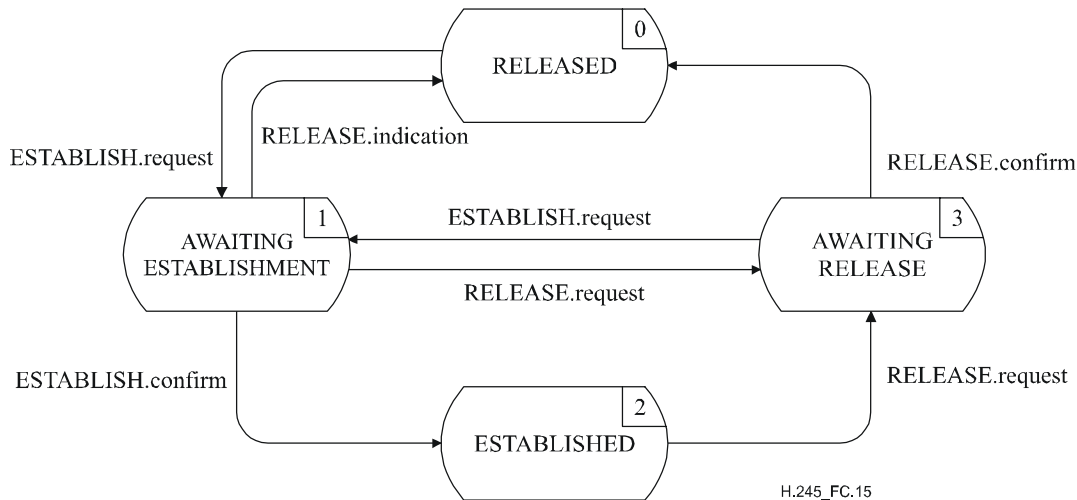 0
RELEASED
RELEASE.indication
ESTABLISH.request
RELEASE.confirm
1
AWAITING
ESTABLISHMENT
ESTABLISH.request
3
AWAITING
RELEASE
RELEASE.request
ESTABLISH.confirm
RELEASE.request
2
ESTABLISHED
H.245_FC.15